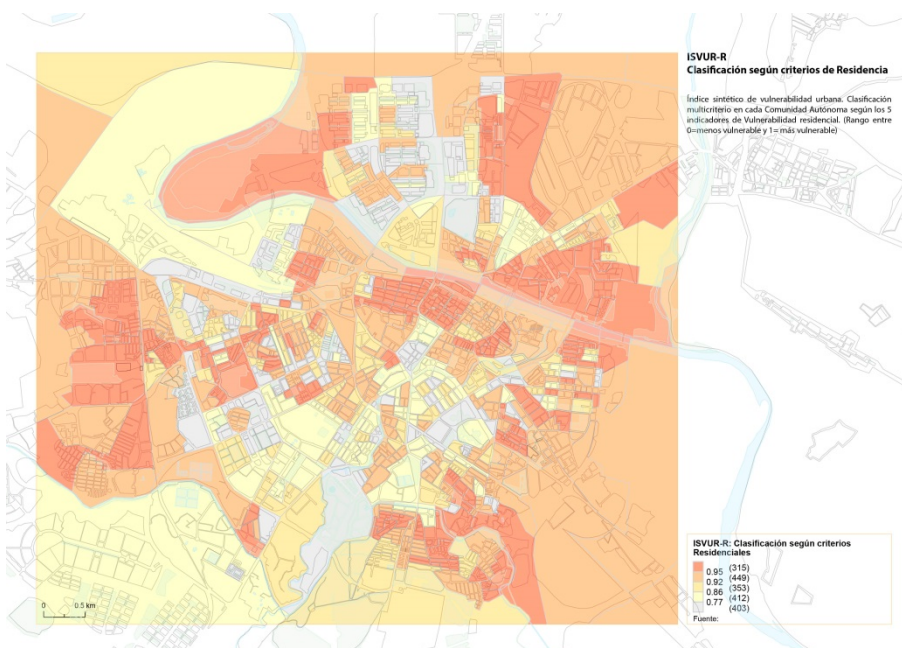 ISVUR-R
Clasificación según criterios de Residencia
Índice sintético de vulnerabilidad urbana. Clasificación
multicriterio en cada Comunidad Autónoma según los 5
indicadores de Vulnerabilidad residencial. (Rango entre
0=menos vulnerable y 1= más vulnerable)
ISVUR-R: Clasificación según criterios
Residenciales
0.95 (315)
0.92 (449)
0.86 (353)
0.77 (412)
(403)
Fuente:
0 0.5 km